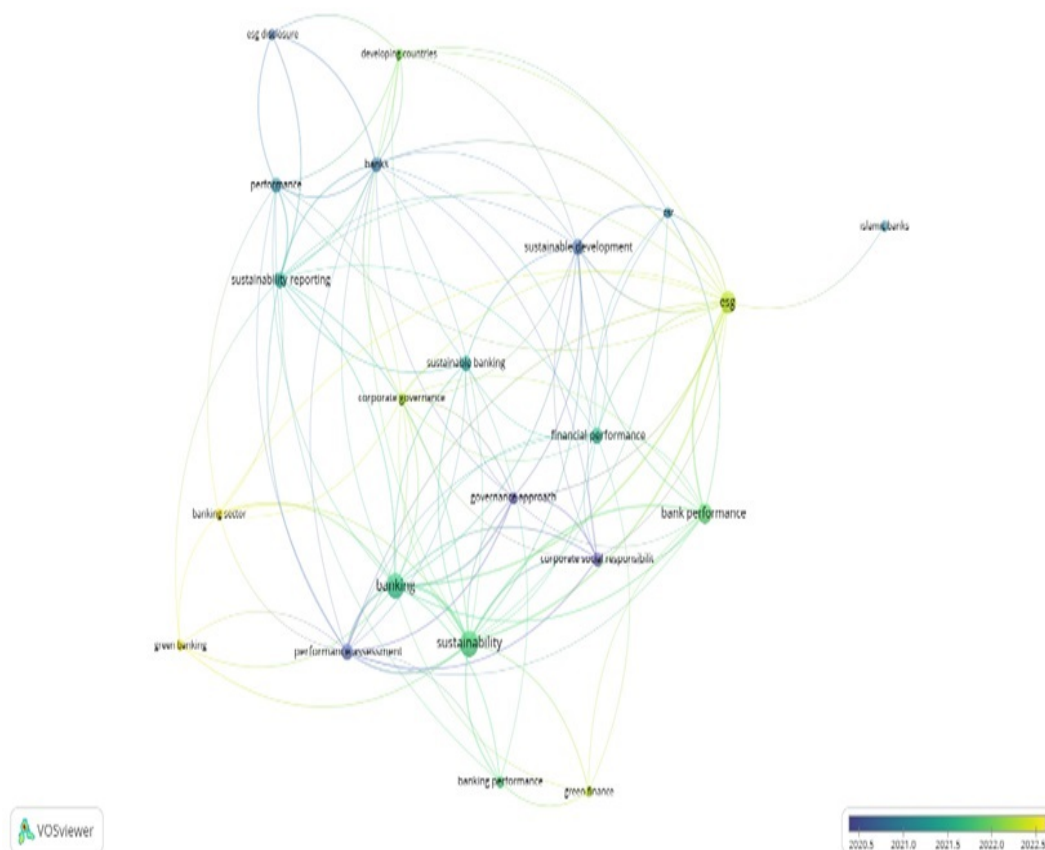 esg disclosure
developing countries
banks
performance
csr
islamic banks
sustainable development
sustainability reporting
esg
sustainable banking
corporate governance
financial performance
governance approach
banking sector
bank performance
corporate social responsibilit
banking
sustainability
green banking
performance assessment
banking performance
green finance
VOSviewer
2020.5 2021.0 2021.5 2022.0 2022.5